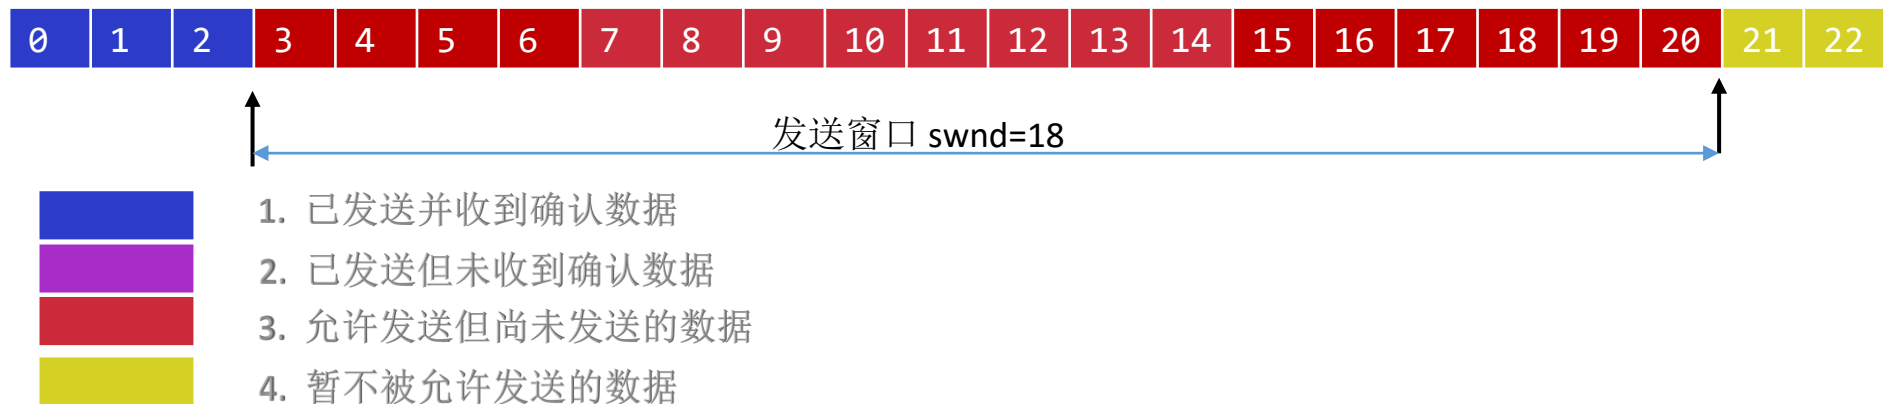 0 1 2 3 4 5 6 7 8 9 10 11 12 13 14 15 16 17 18 19 20 21 22
发送窗口 swnd=18
1. 已发送并收到确认数据
2. 已发送但未收到确认数据
3. 允许发送但尚未发送的数据
4. 暂不被允许发送的数据